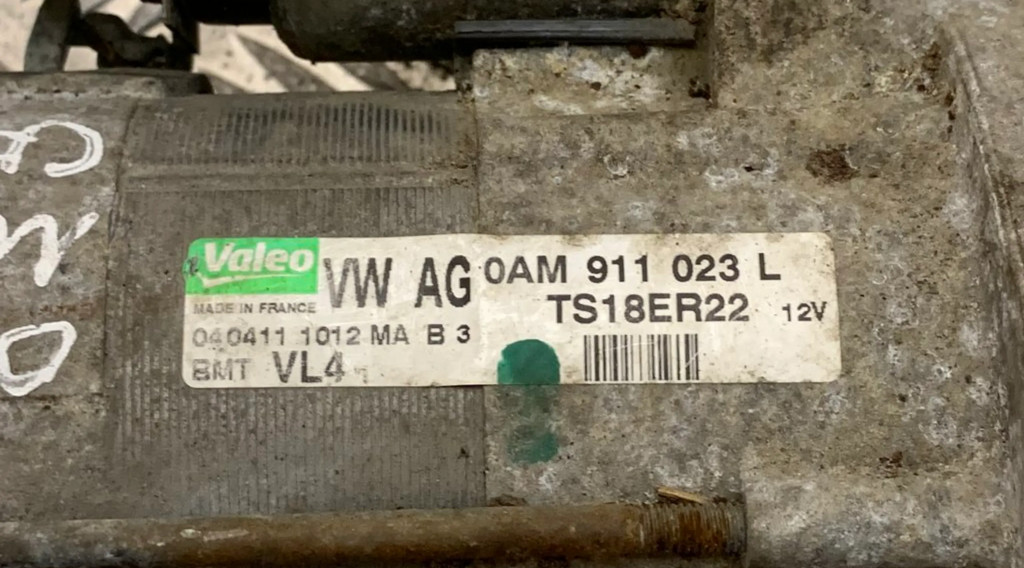 Valeo
VW AG
0AM 911 023 L
MADE IN FRANCE
TS18ER22 12V
040411 1012 MA B 3
BMT VL4